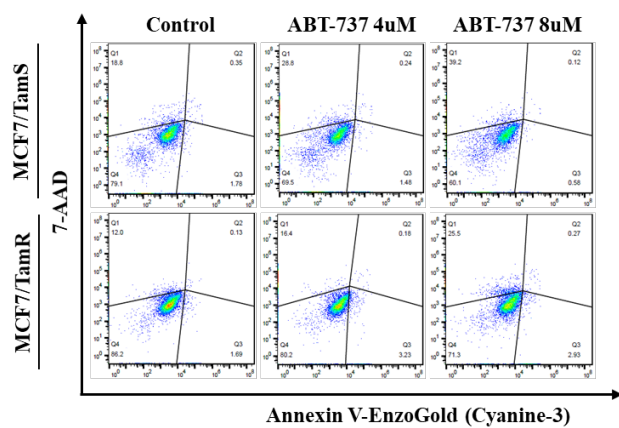 Control
ABT-737 4uM
ABT-737 8uM
MCF7/TamS
Q1
18.8
Q2
0.35
Q4
79.1
Q3
1.78
Q1
28.8
Q2
0.24
Q4
69.5
Q3
1.48
Q1
39.2
Q2
0.12
Q4
60.1
Q3
0.58
7-AAD
MCF7/TamR
Q1
12.0
Q2
0.13
Q4
86.2
Q3
1.69
Q1
16.4
Q2
0.18
Q4
80.2
Q3
3.23
Q1
25.5
Q2
0.27
Q4
71.3
Q3
2.93
Annexin V-EnzoGold (Cyanine-3)